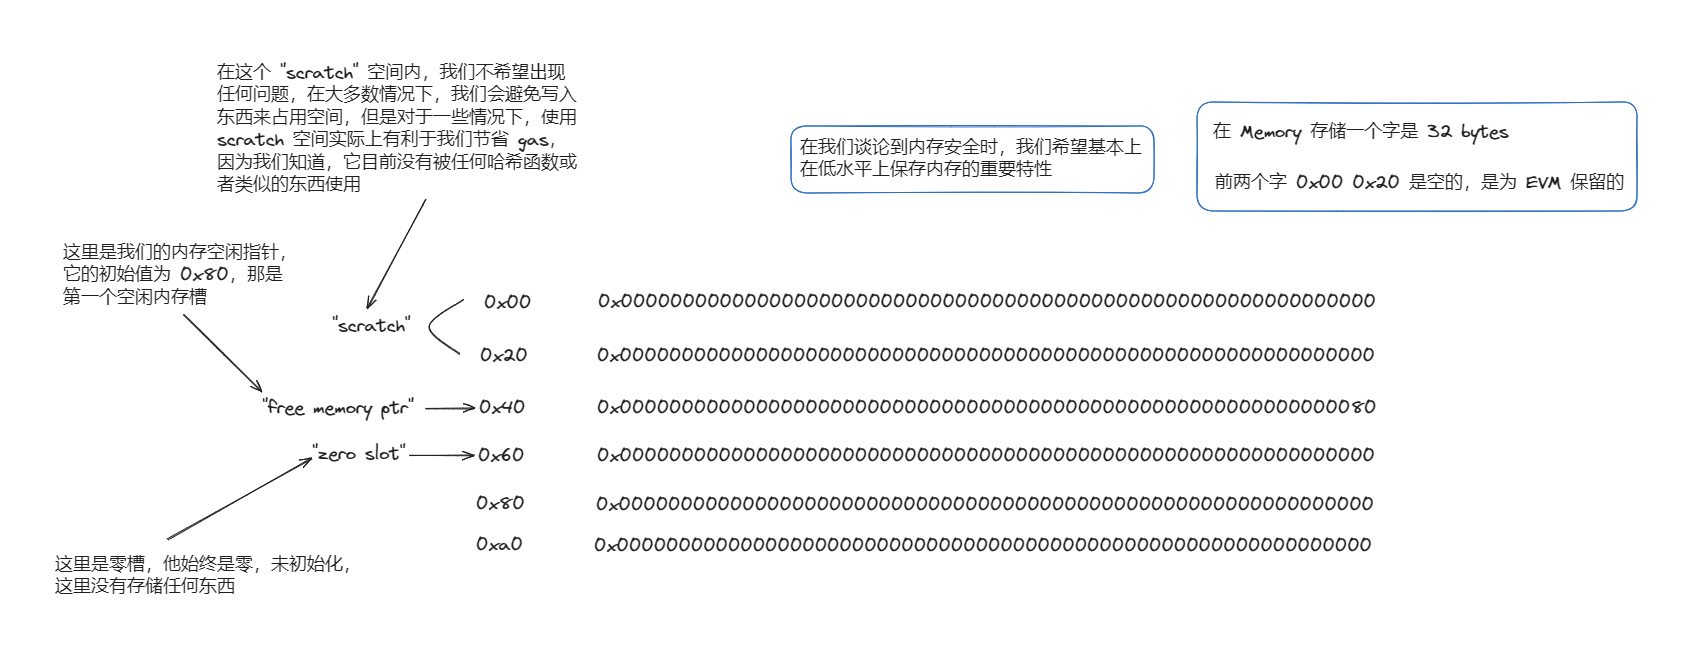 在这个 "scratch" 空间内，我们不希望出现
任何问题，在大多数情况下，我们会避免写入
东西来占用空间，但是对于一些情况下，使用
scratch 空间实际上有利于我们节省 gas，
因为我们知道，它目前没有被任何哈希函数或
者类似的东西使用
在我们谈论到内存安全时，我们希望基本上
在低水平上保存内存的重要特性
在 Memory 存储一个字是 32 bytes
前两个字 0x00 0x20 是空的，是为 EVM 保留的
这里是我们的内存空闲指针，
它的初始值为 0x80，那是
第一个空闲内存槽
"scratch"
0x00 0x0000000000000000000000000000000000000000000000000000000000000000
0x20 0x0000000000000000000000000000000000000000000000000000000000000000
"free memory ptr" 0x40 0x0000000000000000000000000000000000000000000000000000000000000080
"zero slot" 0x60 0x0000000000000000000000000000000000000000000000000000000000000000
0x80 0x0000000000000000000000000000000000000000000000000000000000000000
0xa0 0x0000000000000000000000000000000000000000000000000000000000000000
这里是零槽，他始终是零，未初始化，
这里没有存储任何东西